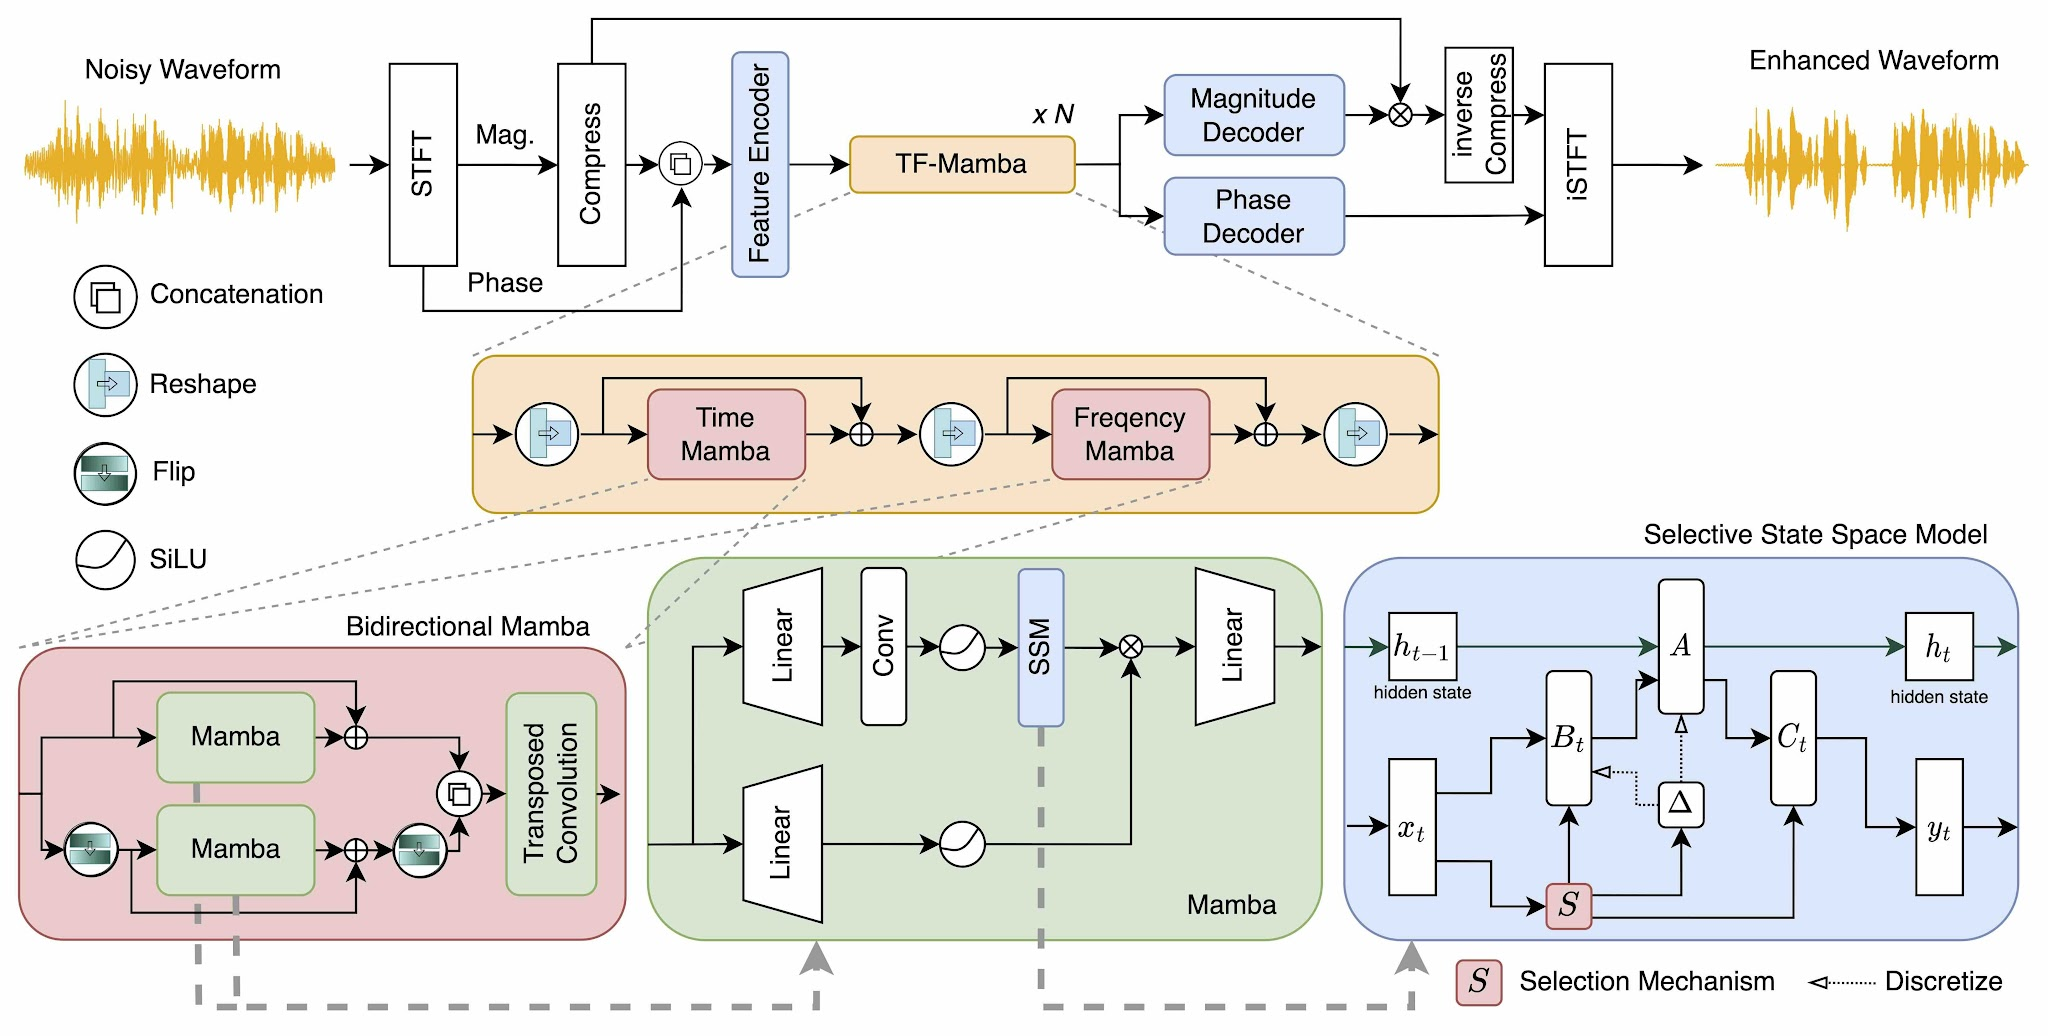 Noisy Waveform
STFT
Mag.
Phase
Compress
Feature Encoder
TF-Mamba
x N
Magnitude
Decoder
Phase
Decoder
inverse
Compress
iSTFT
Enhanced Waveform
Concatenation
Reshape
Flip
SiLU
Time
Mamba
Freqency
Mamba
Bidirectional Mamba
Mamba
Mamba
Transposed
Convolution
Linear
Conv
SSM
Linear
Linear
Mamba
Selective State Space Model
h_{t-1}
hidden state
A
h_t
hidden state
B_t
C_t
Δ
x_t
y_t
S
S Selection Mechanism
Discretize